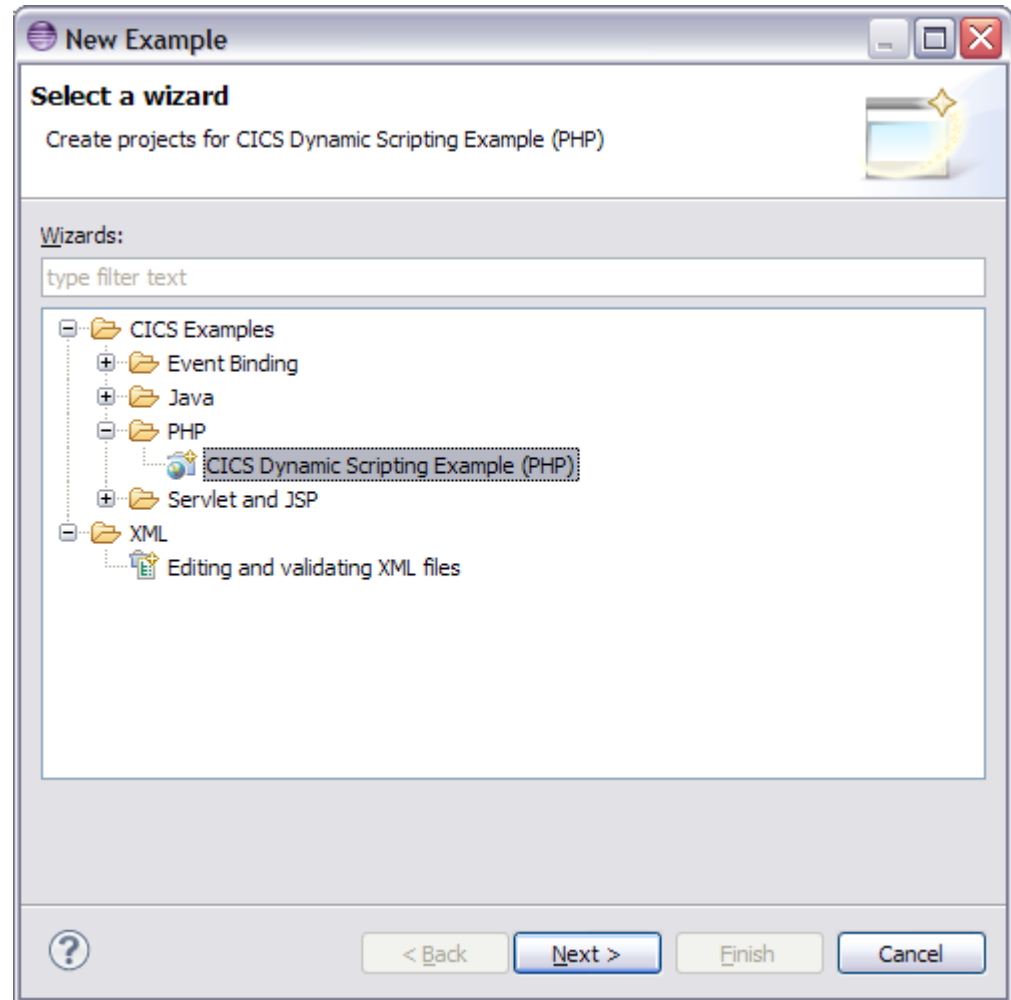 New Example
Select a wizard
Create projects for CICS Dynamic Scripting Example (PHP)
Wizards:
type filter text
CICS Examples
Event Binding
Java
PHP
CICS Dynamic Scripting Example (PHP)
Servlet and JSP
XML
Editing and validating XML files
? < Back Next > Finish Cancel